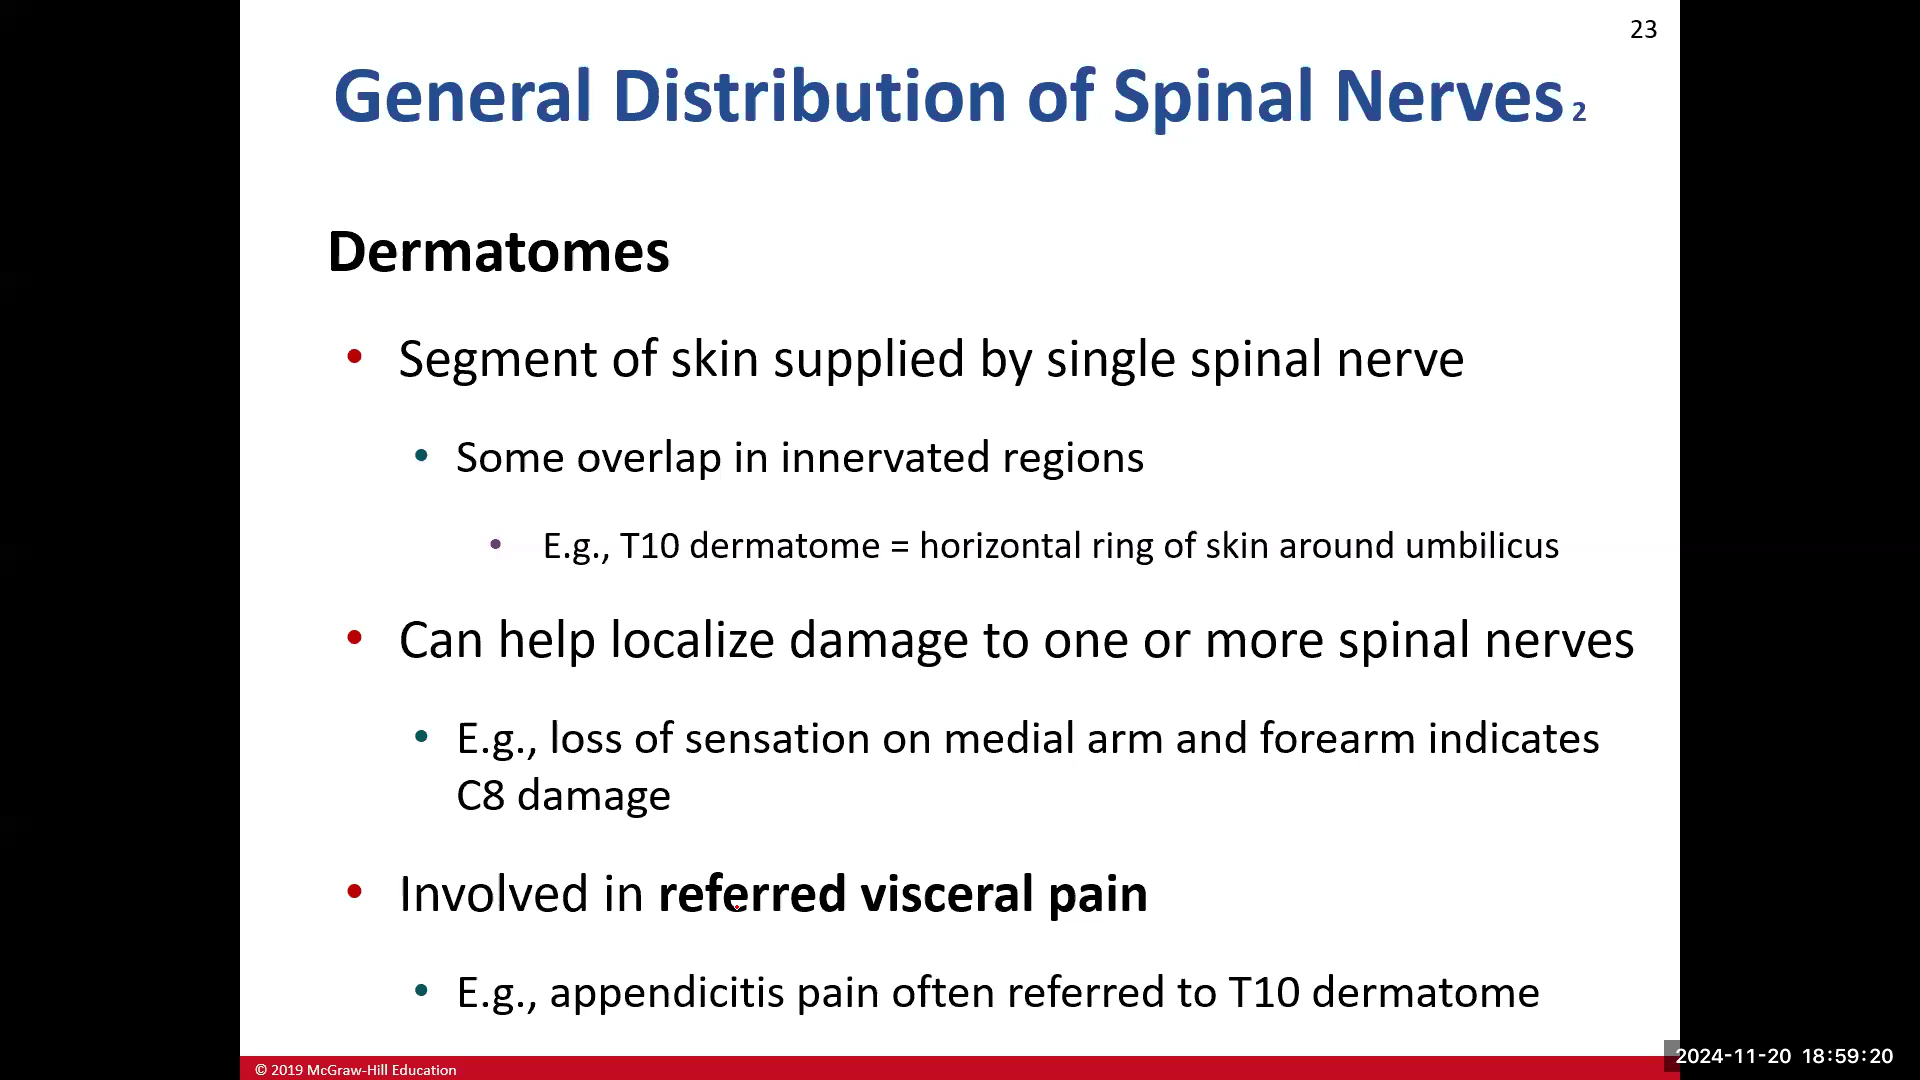 23
General Distribution of Spinal Nerves 2
Dermatomes
• Segment of skin supplied by single spinal nerve
• Some overlap in innervated regions
• E.g., T10 dermatome = horizontal ring of skin around umbilicus
• Can help localize damage to one or more spinal nerves
• E.g., loss of sensation on medial arm and forearm indicates
C8 damage
• Involved in referred visceral pain
• E.g., appendicitis pain often referred to T10 dermatome
© 2019 McGraw-Hill Education
2024-11-20 18:59:20